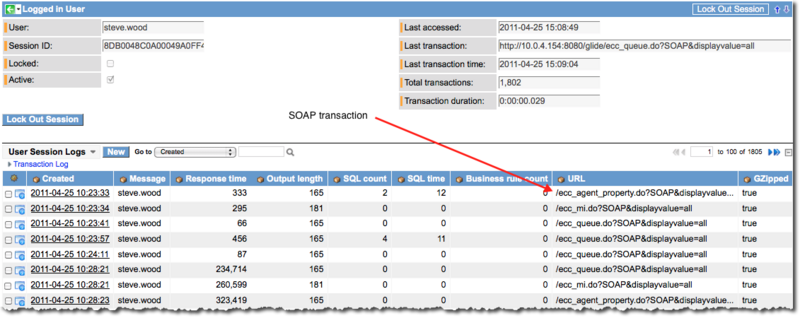 Logged in User Lock Out Session
User: steve.wood Last accessed: 2011-04-25 15:08:49
Session ID: 8DB0048C0A00049A0FF4 Last transaction: http://10.0.4.154:8080/glide/ecc_queue.do?SOAP&displayvalue=all
Locked: Last transaction time: 2011-04-25 15:09:04
Active: Total transactions: 1,802
Transaction duration: 0:00:00.029
SOAP transaction
Lock Out Session
User Session Logs New Go to Created 1 to 100 of 1805
Transaction Log
Created Message Response time Output length SQL count SQL time Business rule count URL GZipped
2011-04-25 10:23:33 steve.wood 333 165 2 12 0 /ecc_agent_property.do?SOAP&displayvalue... true
2011-04-25 10:23:34 steve.wood 295 181 0 0 0 /ecc_mi.do?SOAP&displayvalue=all true
2011-04-25 10:23:41 steve.wood 66 165 0 0 0 /ecc_queue.do?SOAP&displayvalue=all true
2011-04-25 10:23:57 steve.wood 456 165 4 11 0 /ecc_queue.do?SOAP&displayvalue=all true
2011-04-25 10:24:11 steve.wood 87 165 0 0 0 /ecc_queue.do?SOAP&displayvalue=all true
2011-04-25 10:28:21 steve.wood 234,714 165 0 0 0 /ecc_queue.do?SOAP&displayvalue=all true
2011-04-25 10:28:21 steve.wood 260,599 181 0 0 0 /ecc_mi.do?SOAP&displayvalue=all true
2011-04-25 10:28:23 steve.wood 323,419 165 0 0 0 /ecc_agent_property.do?SOAP&displayvalue... true